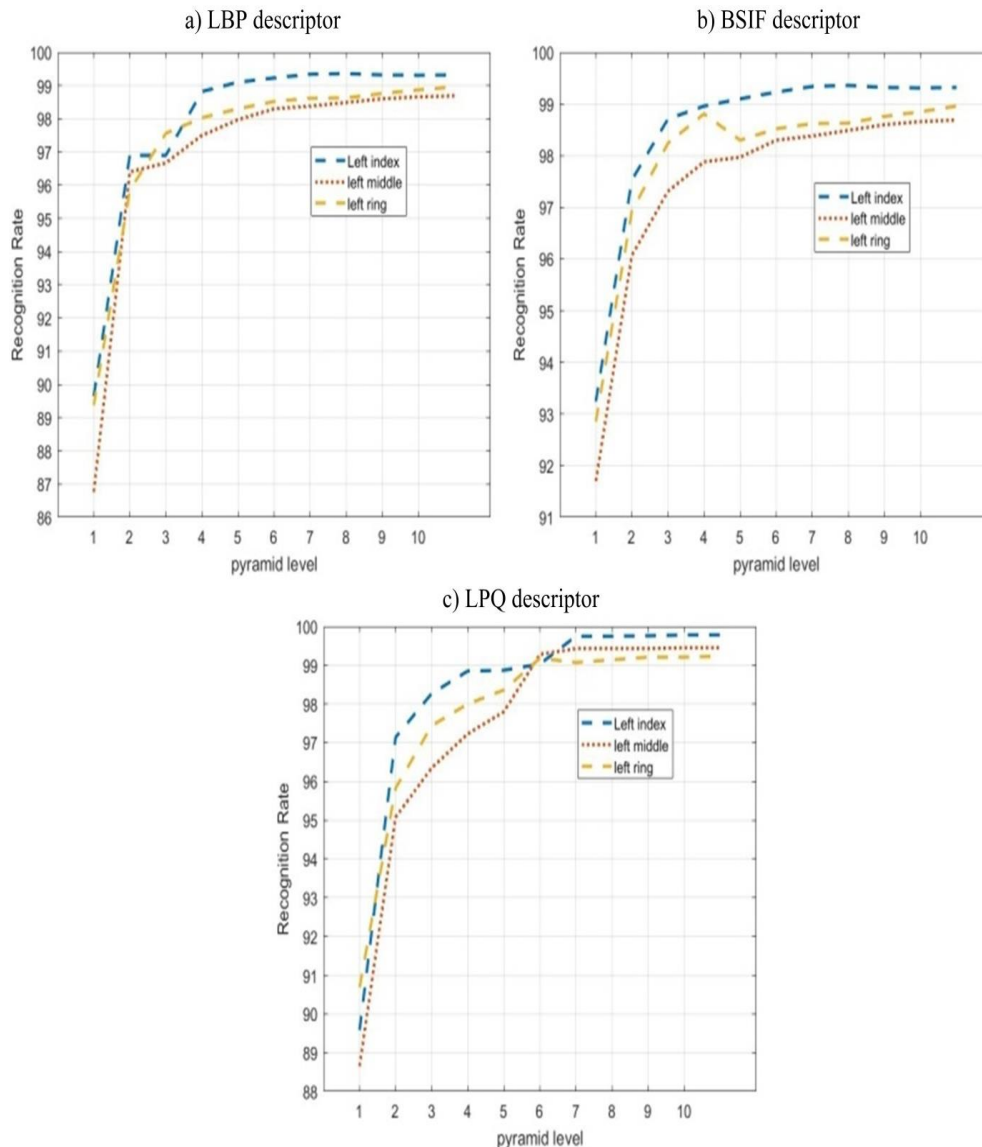 a) LBP descriptor
100
99
98
97
96
95
94
93
92
91
90
89
88
87
86
Recognition Rate
Left index
left middle
left ring
1 2 3 4 5 6 7 8 9 10
pyramid level
b) BSIF descriptor
100
99
98
97
96
95
94
93
92
91
Recognition Rate
Left index
left middle
left ring
1 2 3 4 5 6 7 8 9 10
pyramid level
c) LPQ descriptor
100
99
98
97
96
95
94
93
92
91
90
89
88
Recognition Rate
Left index
left middle
left ring
1 2 3 4 5 6 7 8 9 10
pyramid level